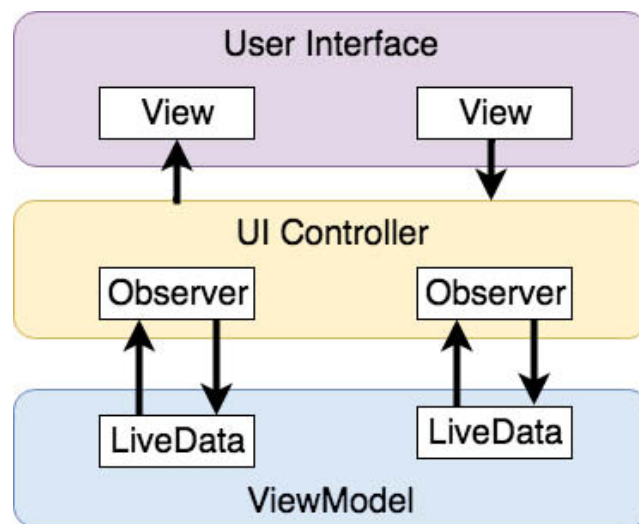 User Interface
View
View
UI Controller
Observer
Observer
LiveData
LiveData
ViewModel